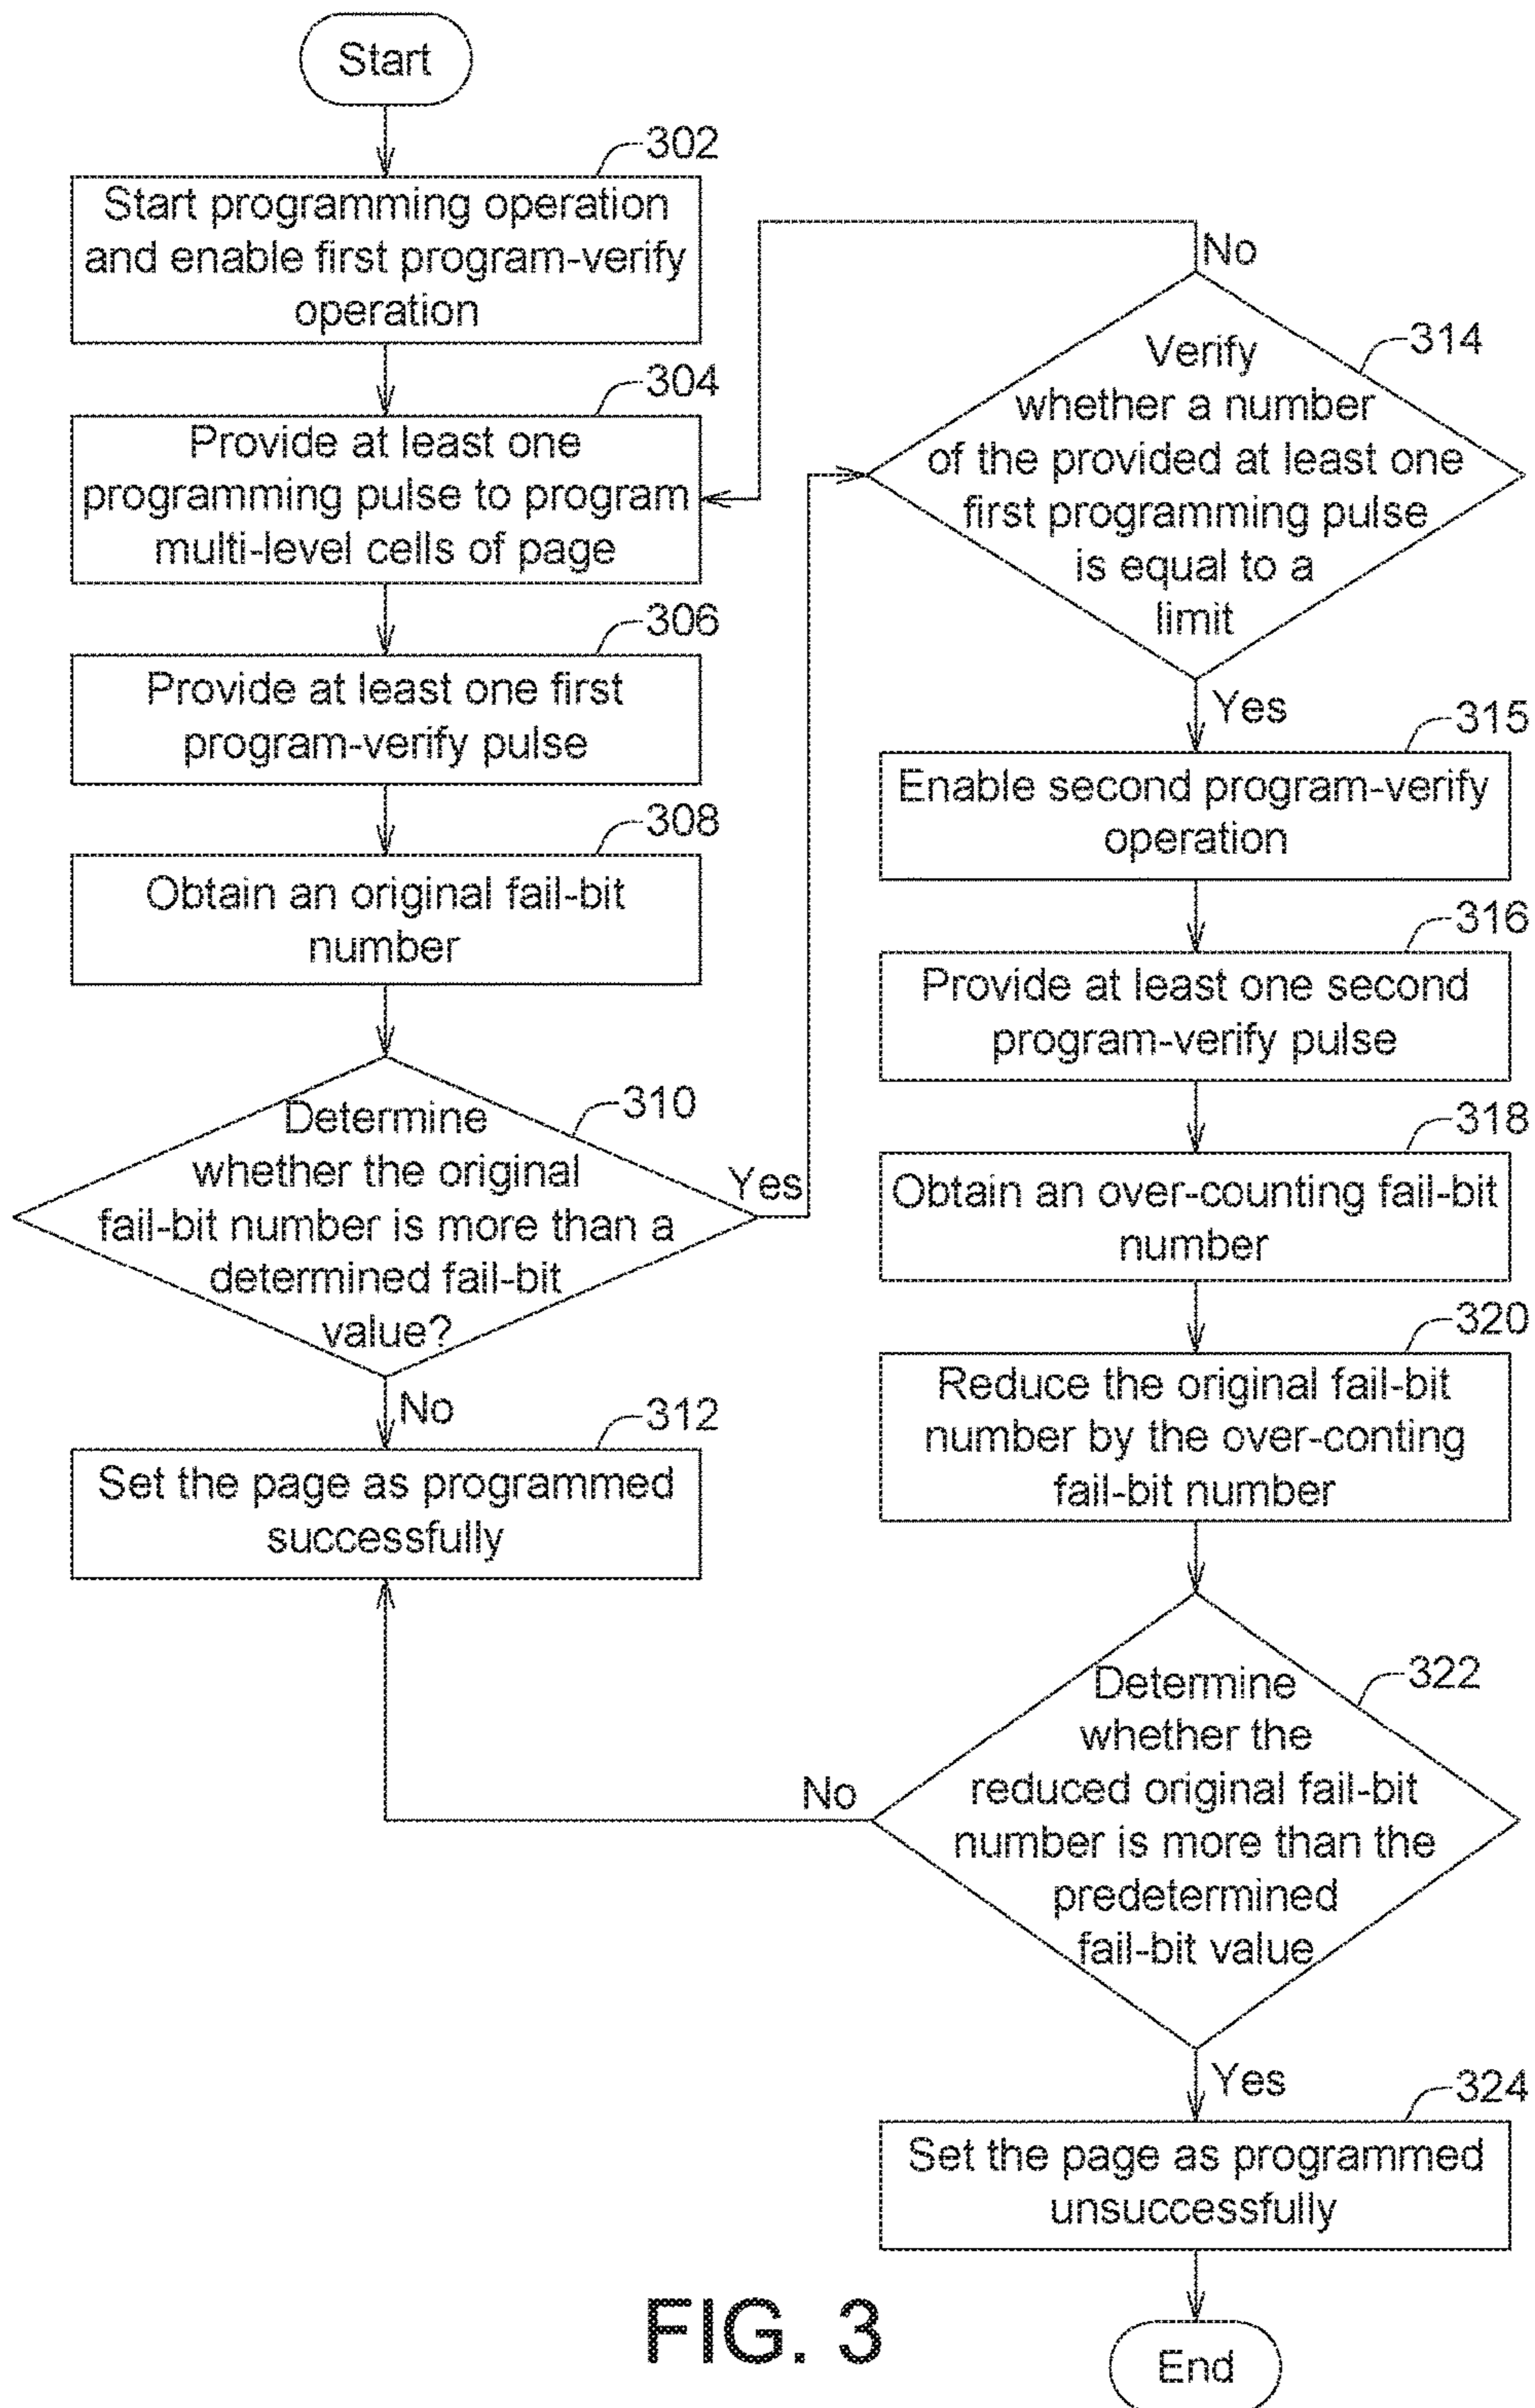 Start
302
Start programming operation
and enable first program-verify
operation
304
Provide at least one
programming pulse to program
multi-level cells of page
306
Provide at least one first
program-verify pulse
308
Obtain an original fail-bit
number
310
Determine
whether the original
fail-bit number is more than a
determined fail-bit
value?
Yes
No
312
Set the page as programmed
successfully
No
314
Verify
whether a number
of the provided at least one
first programming pulse
is equal to a
limit
Yes
315
Enable second program-verify
operation
316
Provide at least one second
program-verify pulse
318
Obtain an over-counting fail-bit
number
320
Reduce the original fail-bit
number by the over-conting
fail-bit number
322
Determine
whether the
reduced original fail-bit
number is more than the
predetermined
fail-bit value
No
Yes
324
Set the page as programmed
unsuccessfully
End
FIG. 3